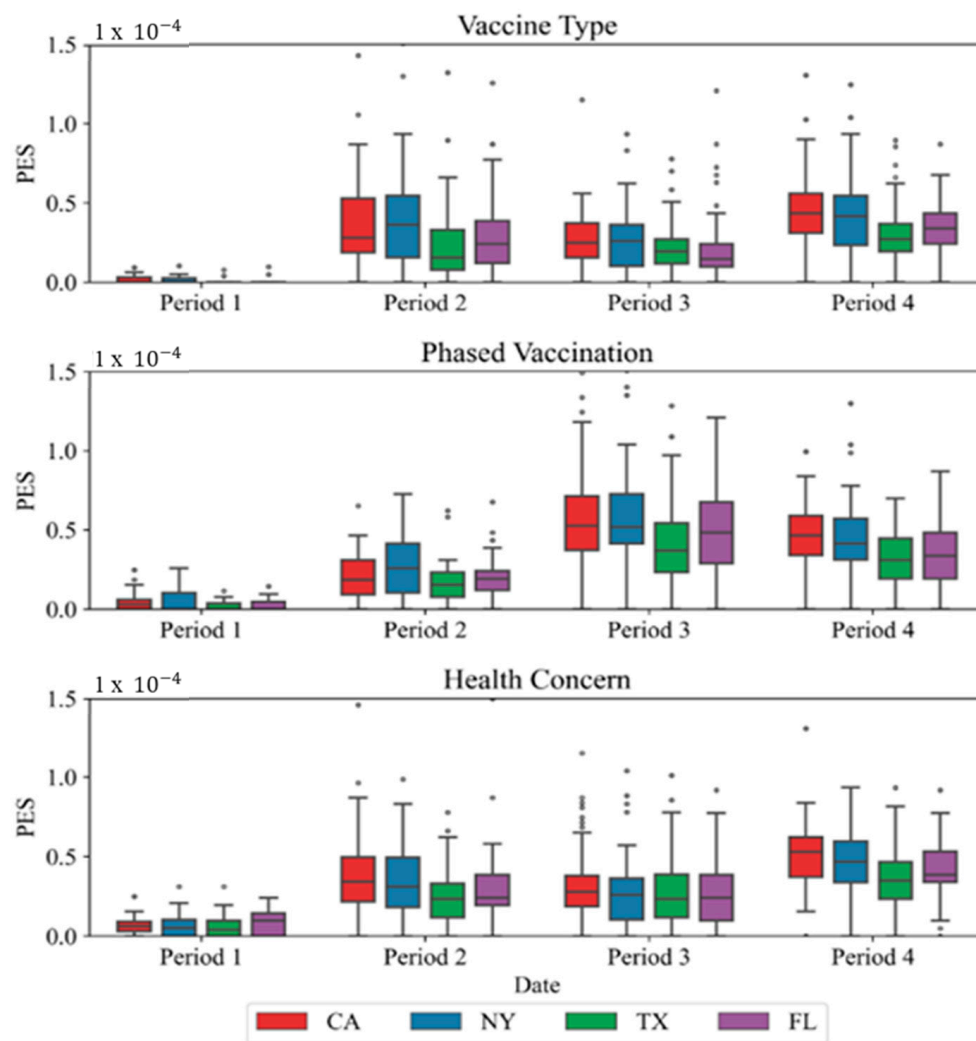 1 x 10⁻⁴
Vaccine Type
1.5
1.0
0.5
0.0
PES
Period 1 Period 2 Period 3 Period 4
1 x 10⁻⁴
Phased Vaccination
1.5
1.0
0.5
0.0
PES
Period 1 Period 2 Period 3 Period 4
1 x 10⁻⁴
Health Concern
1.5
1.0
0.5
0.0
PES
Period 1 Period 2 Period 3 Period 4
Date
CA NY TX FL